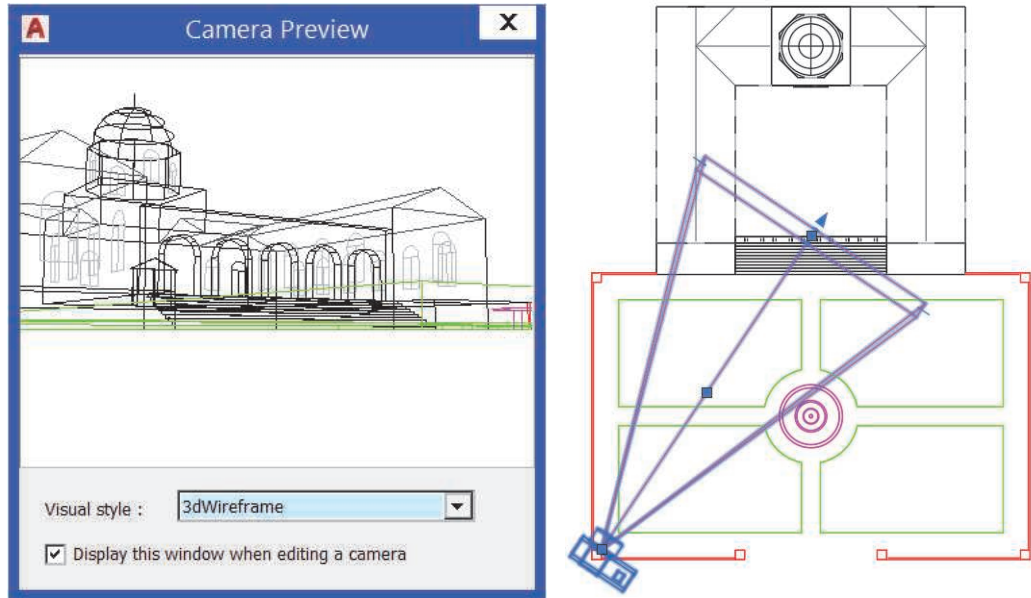 A
Camera Preview
X
Visual style :
3dWireframe
Display this window when editing a camera